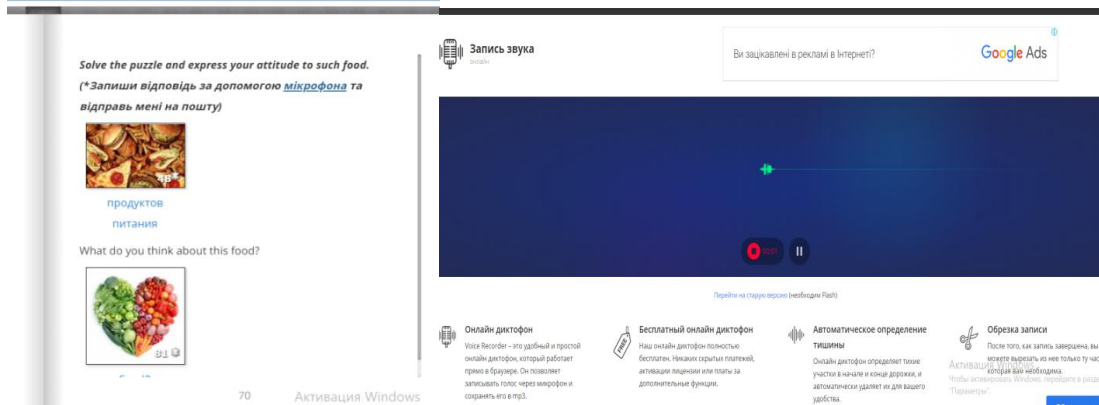 Solve the puzzle and express your attitude to such food.
(*Запиши відповідь за допомогою мікрофона та
відправь мені на пошту)
48
продуктов
питания
What do you think about this food?
81
70
Активация Windows
Запись звука
онлайн
Ви зацікавлені в рекламі в Інтернеті?
Google Ads
Перейти на старую версию (необходим Flash)
Онлайн диктофон
Voice Recorder – это удобный и простой
онлайн диктофон, который работает
прямо в браузере. Он позволяет
записывать голос через микрофон и
сохранять его в mp3.
FREE
Бесплатный онлайн диктофон
Наш онлайн диктофон полностью
бесплатен. Никаких скрытых платежей,
активации лицензии или платы за
дополнительные функции.
Автоматическое определение
тишины
Онлайн диктофон определяет тихие
участки в начале и конце дорожки, и
автоматически удаляет их для вашего
удобства.
Обрезка записи
После того, как запись завершена, вы
можете вырезать из нее только ту час
которая вам необходима.
Активация Windows
Чтобы активировать Windows, перейдите в разде
"Параметры".